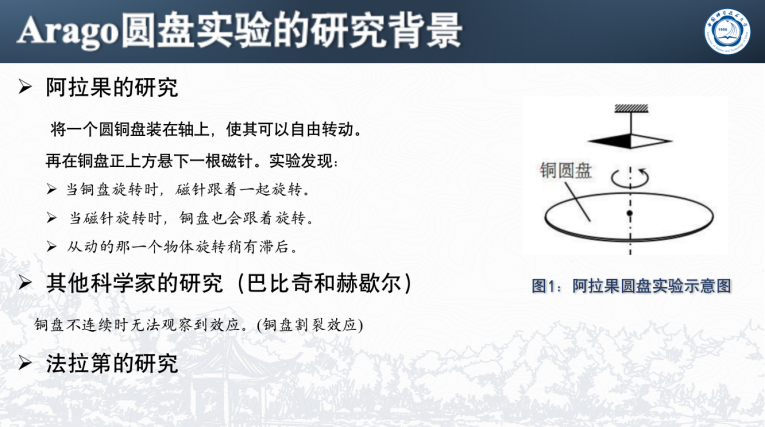 Arago圆盘实验的研究背景
➢ 阿拉果的研究
将一个圆铜盘装在轴上，使其可以自由转动。
再在铜盘正上方悬下一根磁针。实验发现：
➢ 当铜盘旋转时，磁针跟着一起旋转。
➢ 当磁针旋转时，铜盘也会跟着旋转。
➢ 从动的那一个物体旋转稍有滞后。
铜圆盘
图1：阿拉果圆盘实验示意图
➢ 其他科学家的研究（巴比奇和赫歇尔）
铜盘不连续时无法观察到效应。(铜盘割裂效应)
➢ 法拉第的研究